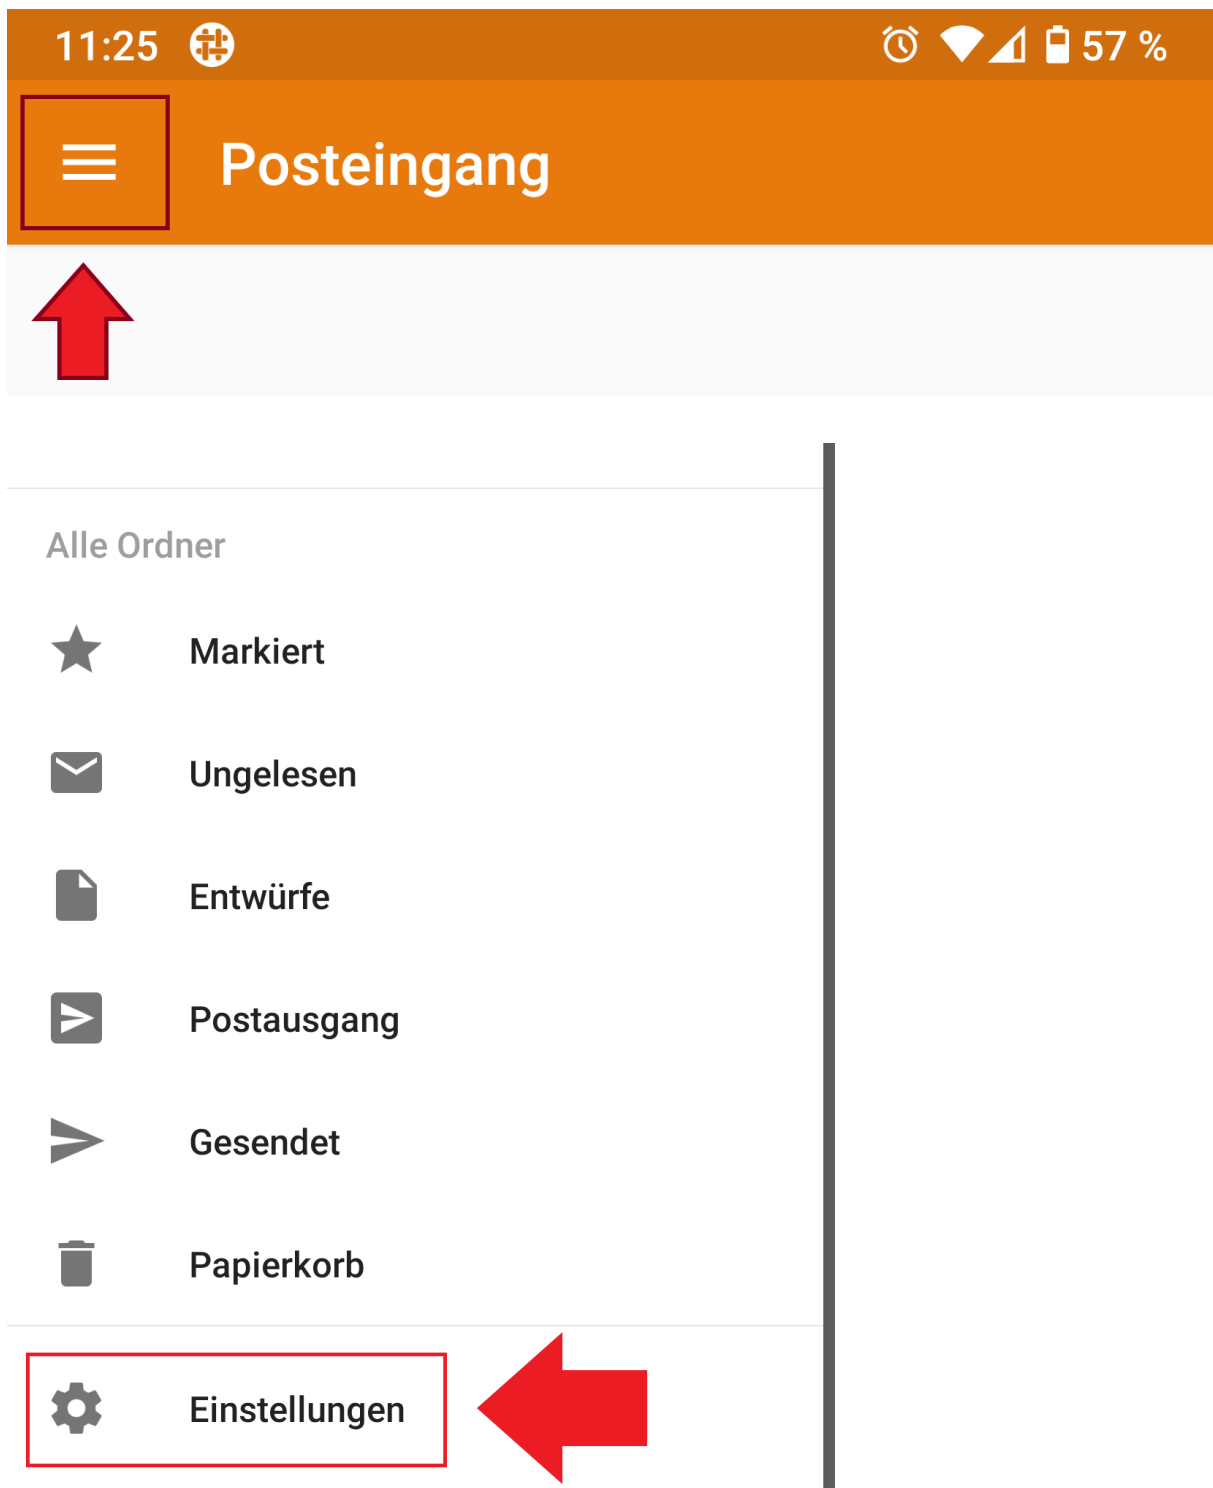 11:25 57 %
Posteingang
Alle Ordner
Markiert
Ungelesen
Entwürfe
Postausgang
Gesendet
Papierkorb
Einstellungen